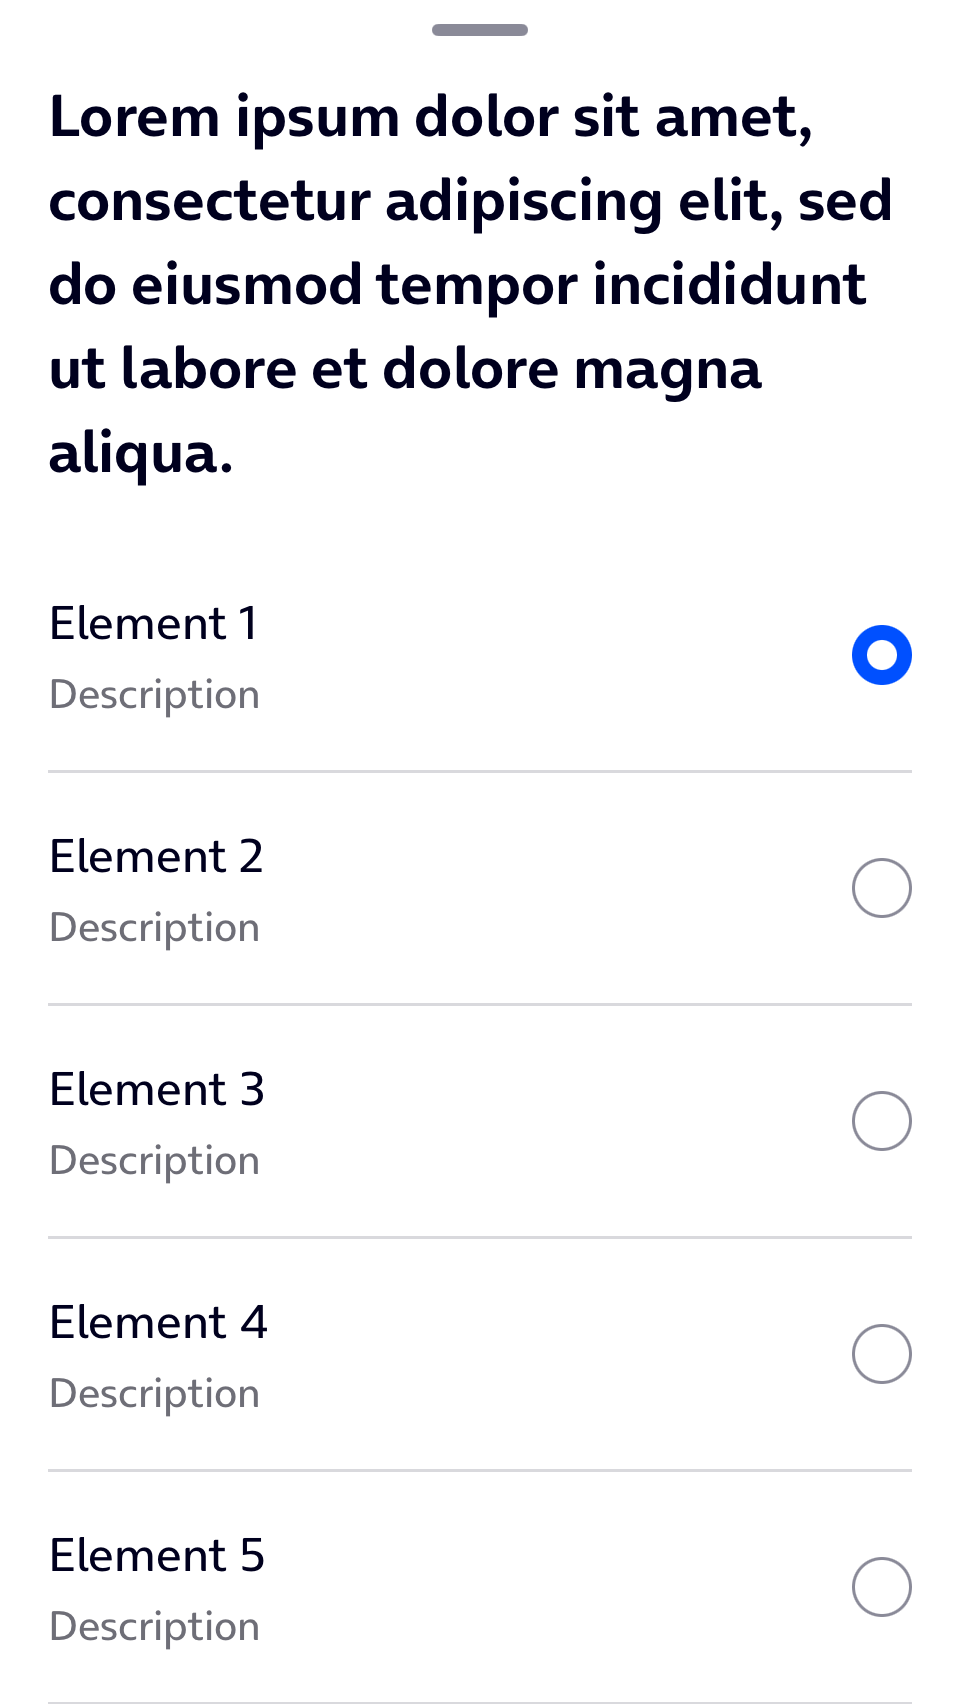 Lorem ipsum dolor sit amet,
consectetur adipiscing elit, sed
do eiusmod tempor incididunt
ut labore et dolore magna
aliqua.
Element 1
Description
Element 2
Description
Element 3
Description
Element 4
Description
Element 5
Description